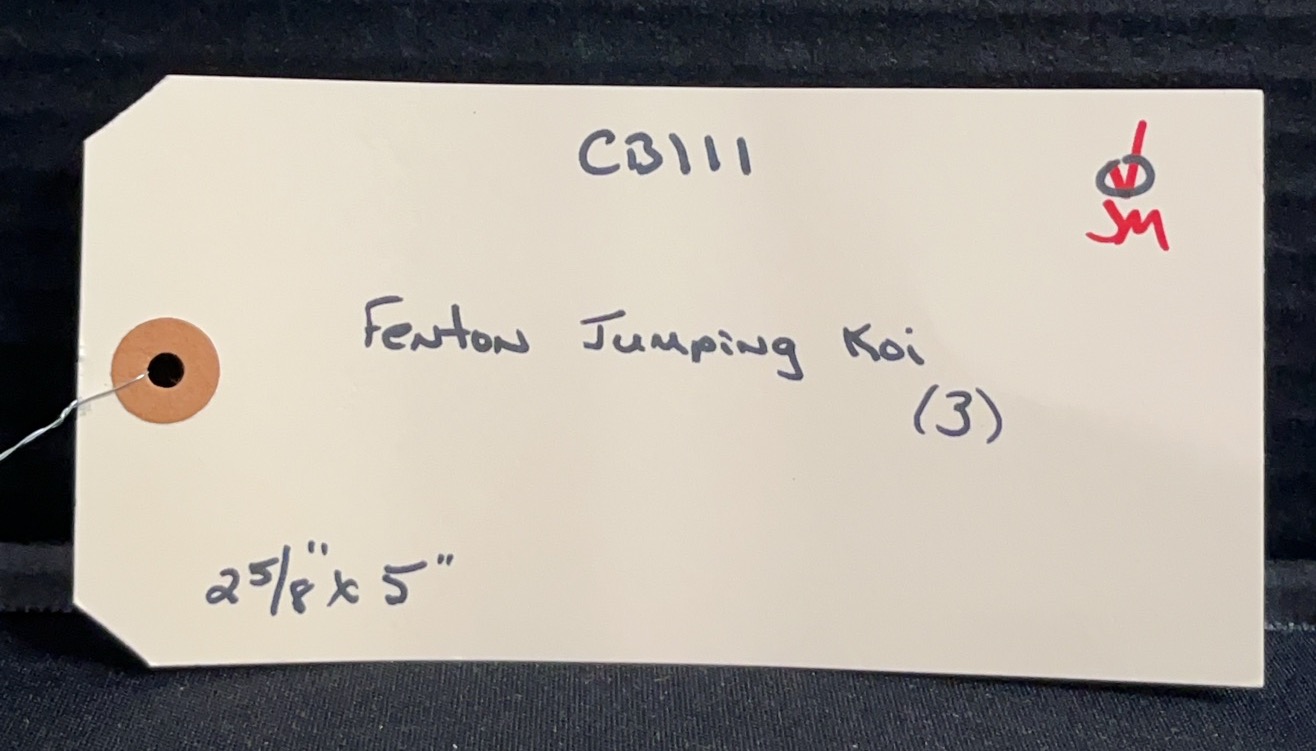 CB111
JM
Fenton Jumping Koi
(3)
2 5/8" x 5"